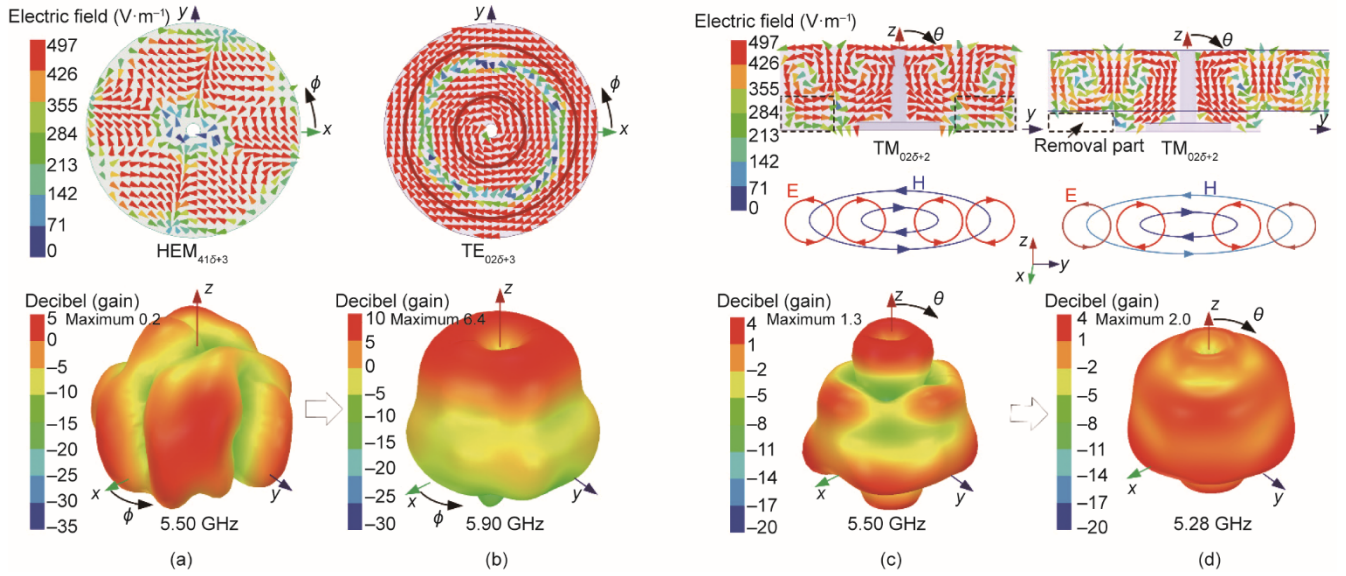 Electric field (V·m⁻¹)
497
426
355
284
213
142
71
0
y
ϕ
x
HEM₄₁δ₊₃
y
ϕ
x
TE₀₂δ₊₃
Decibel (gain)
Maximum 0.2
5
0
–5
–10
–15
–20
–25
–30
–35
z
x
y
ϕ
5.50 GHz
(a)
Decibel (gain)
Maximum 6.4
10
5
0
–5
–10
–15
–20
–25
–30
z
x
y
ϕ
5.90 GHz
(b)
Electric field (V·m⁻¹)
497
426
355
284
213
142
71
0
z
θ
y
TM₀₂δ₊₂
z
θ
y
Removal part
TM₀₂δ₊₂
E
H
E
H
z
y
x
Decibel (gain)
Maximum 1.3
4
1
–2
–5
–8
–11
–14
–17
–20
z
θ
x
y
5.50 GHz
(c)
Decibel (gain)
Maximum 2.0
4
1
–2
–5
–8
–11
–14
–17
–20
z
θ
x
y
5.28 GHz
(d)